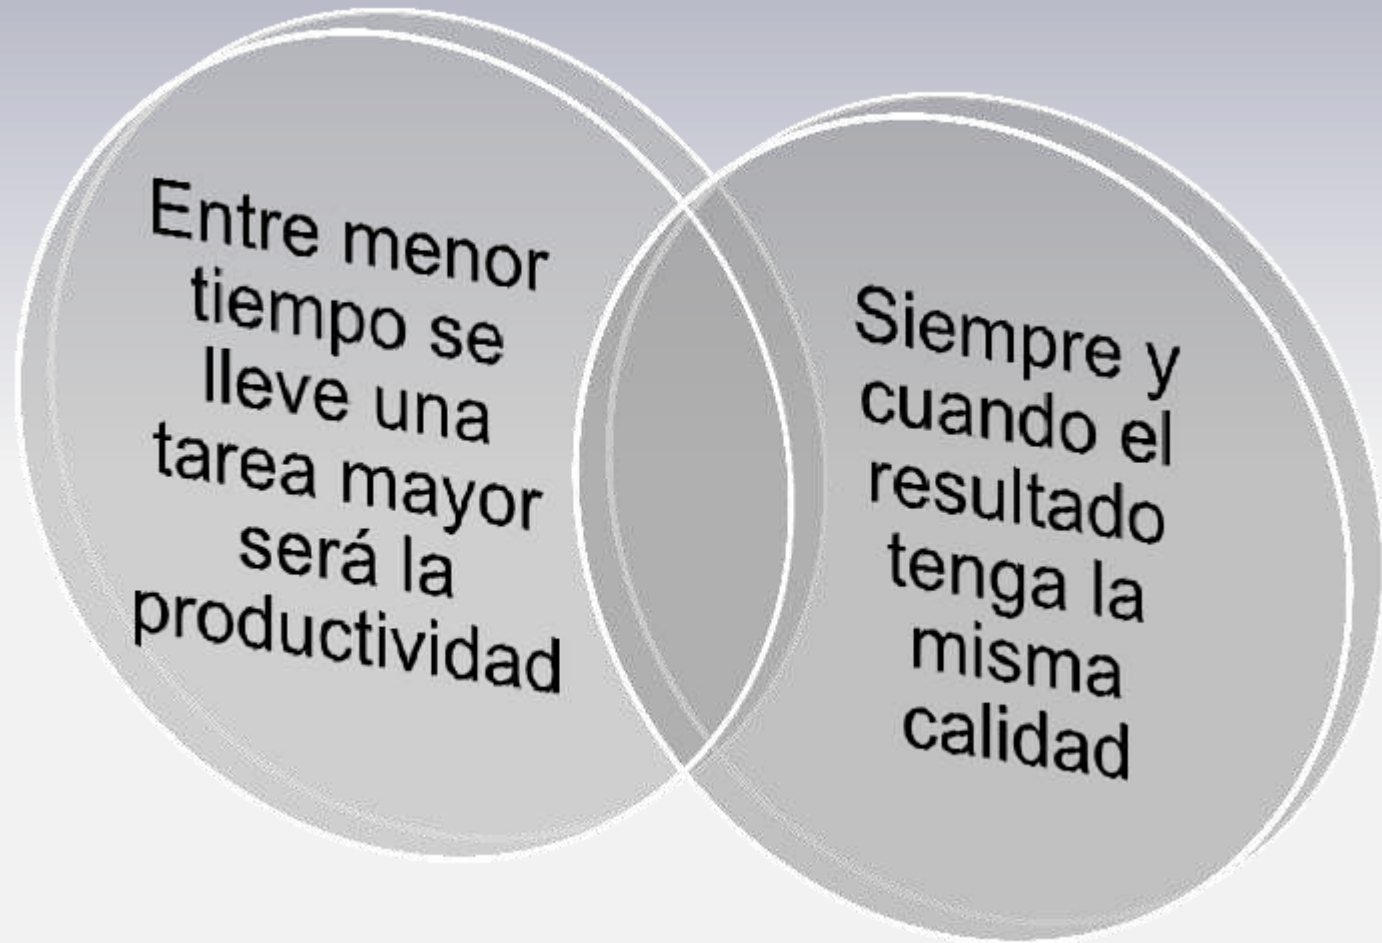 Entre menor
tiempo se
lleve una
tarea mayor
será la
productividad
Siempre y
cuando el
resultado
tenga la
misma
calidad